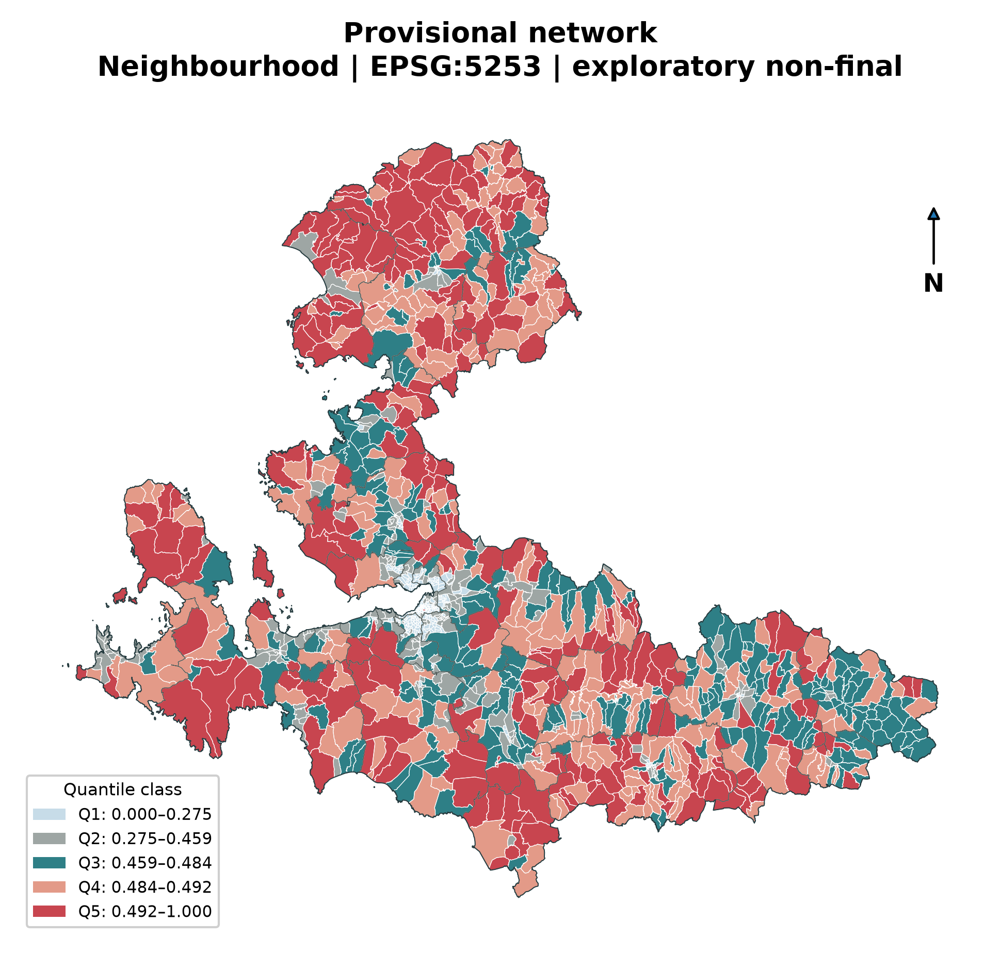 Provisional network
Neighbourhood | EPSG:5253 | exploratory non-final
N
Quantile class
Q1: 0.000–0.275
Q2: 0.275–0.459
Q3: 0.459–0.484
Q4: 0.484–0.492
Q5: 0.492–1.000